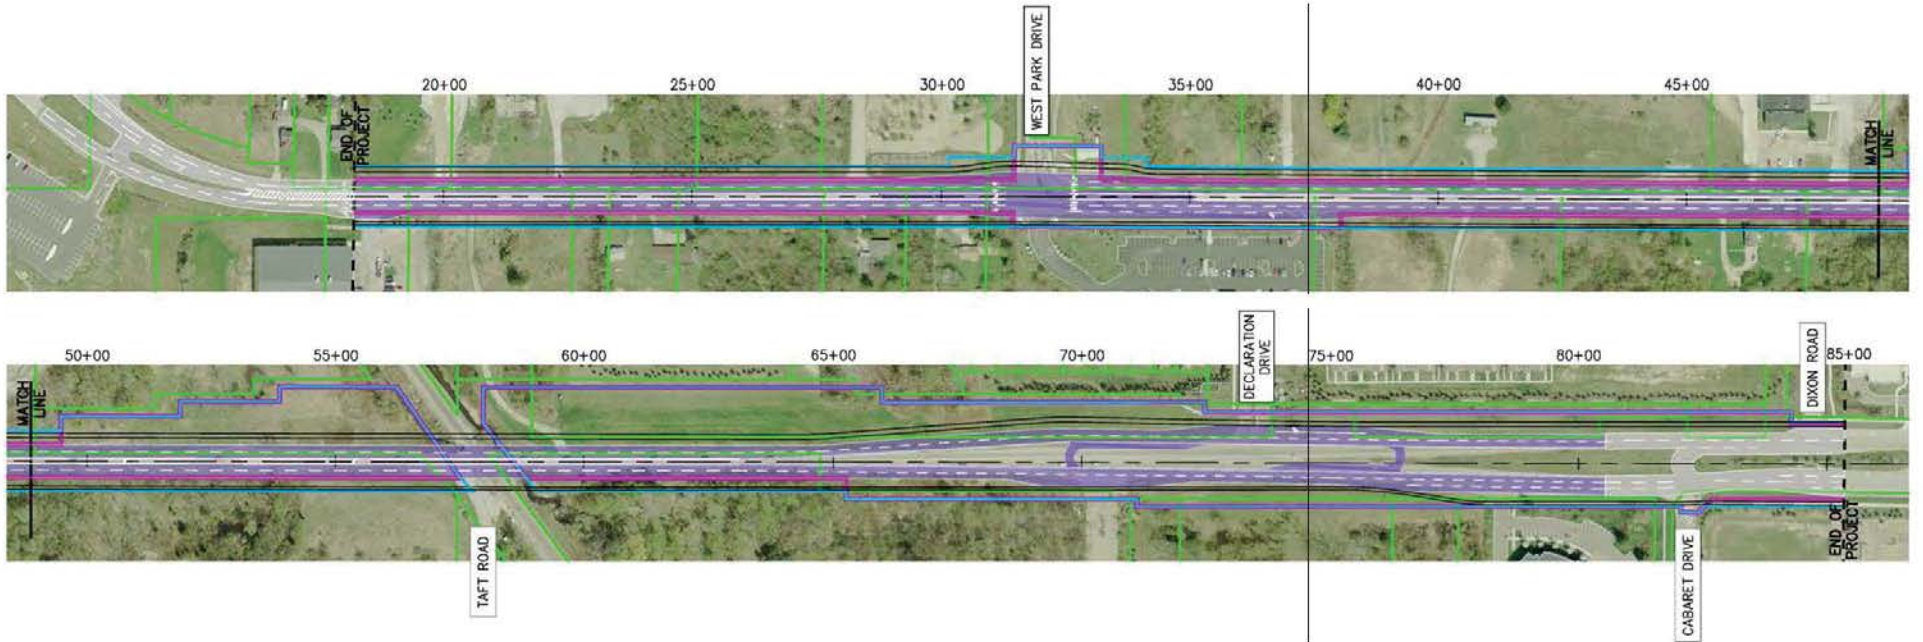 WEST PARK DRIVE
20+00 25+00 30+00 35+00 40+00 45+00
END OF
PROJECT
MATCH
LINE
50+00 55+00 60+00 65+00 70+00 75+00 80+00 85+00
MATCH
LINE
TAFT ROAD
DECLARATION
DRIVE
DIXON ROAD
CABARET DRIVE
END OF
PROJECT